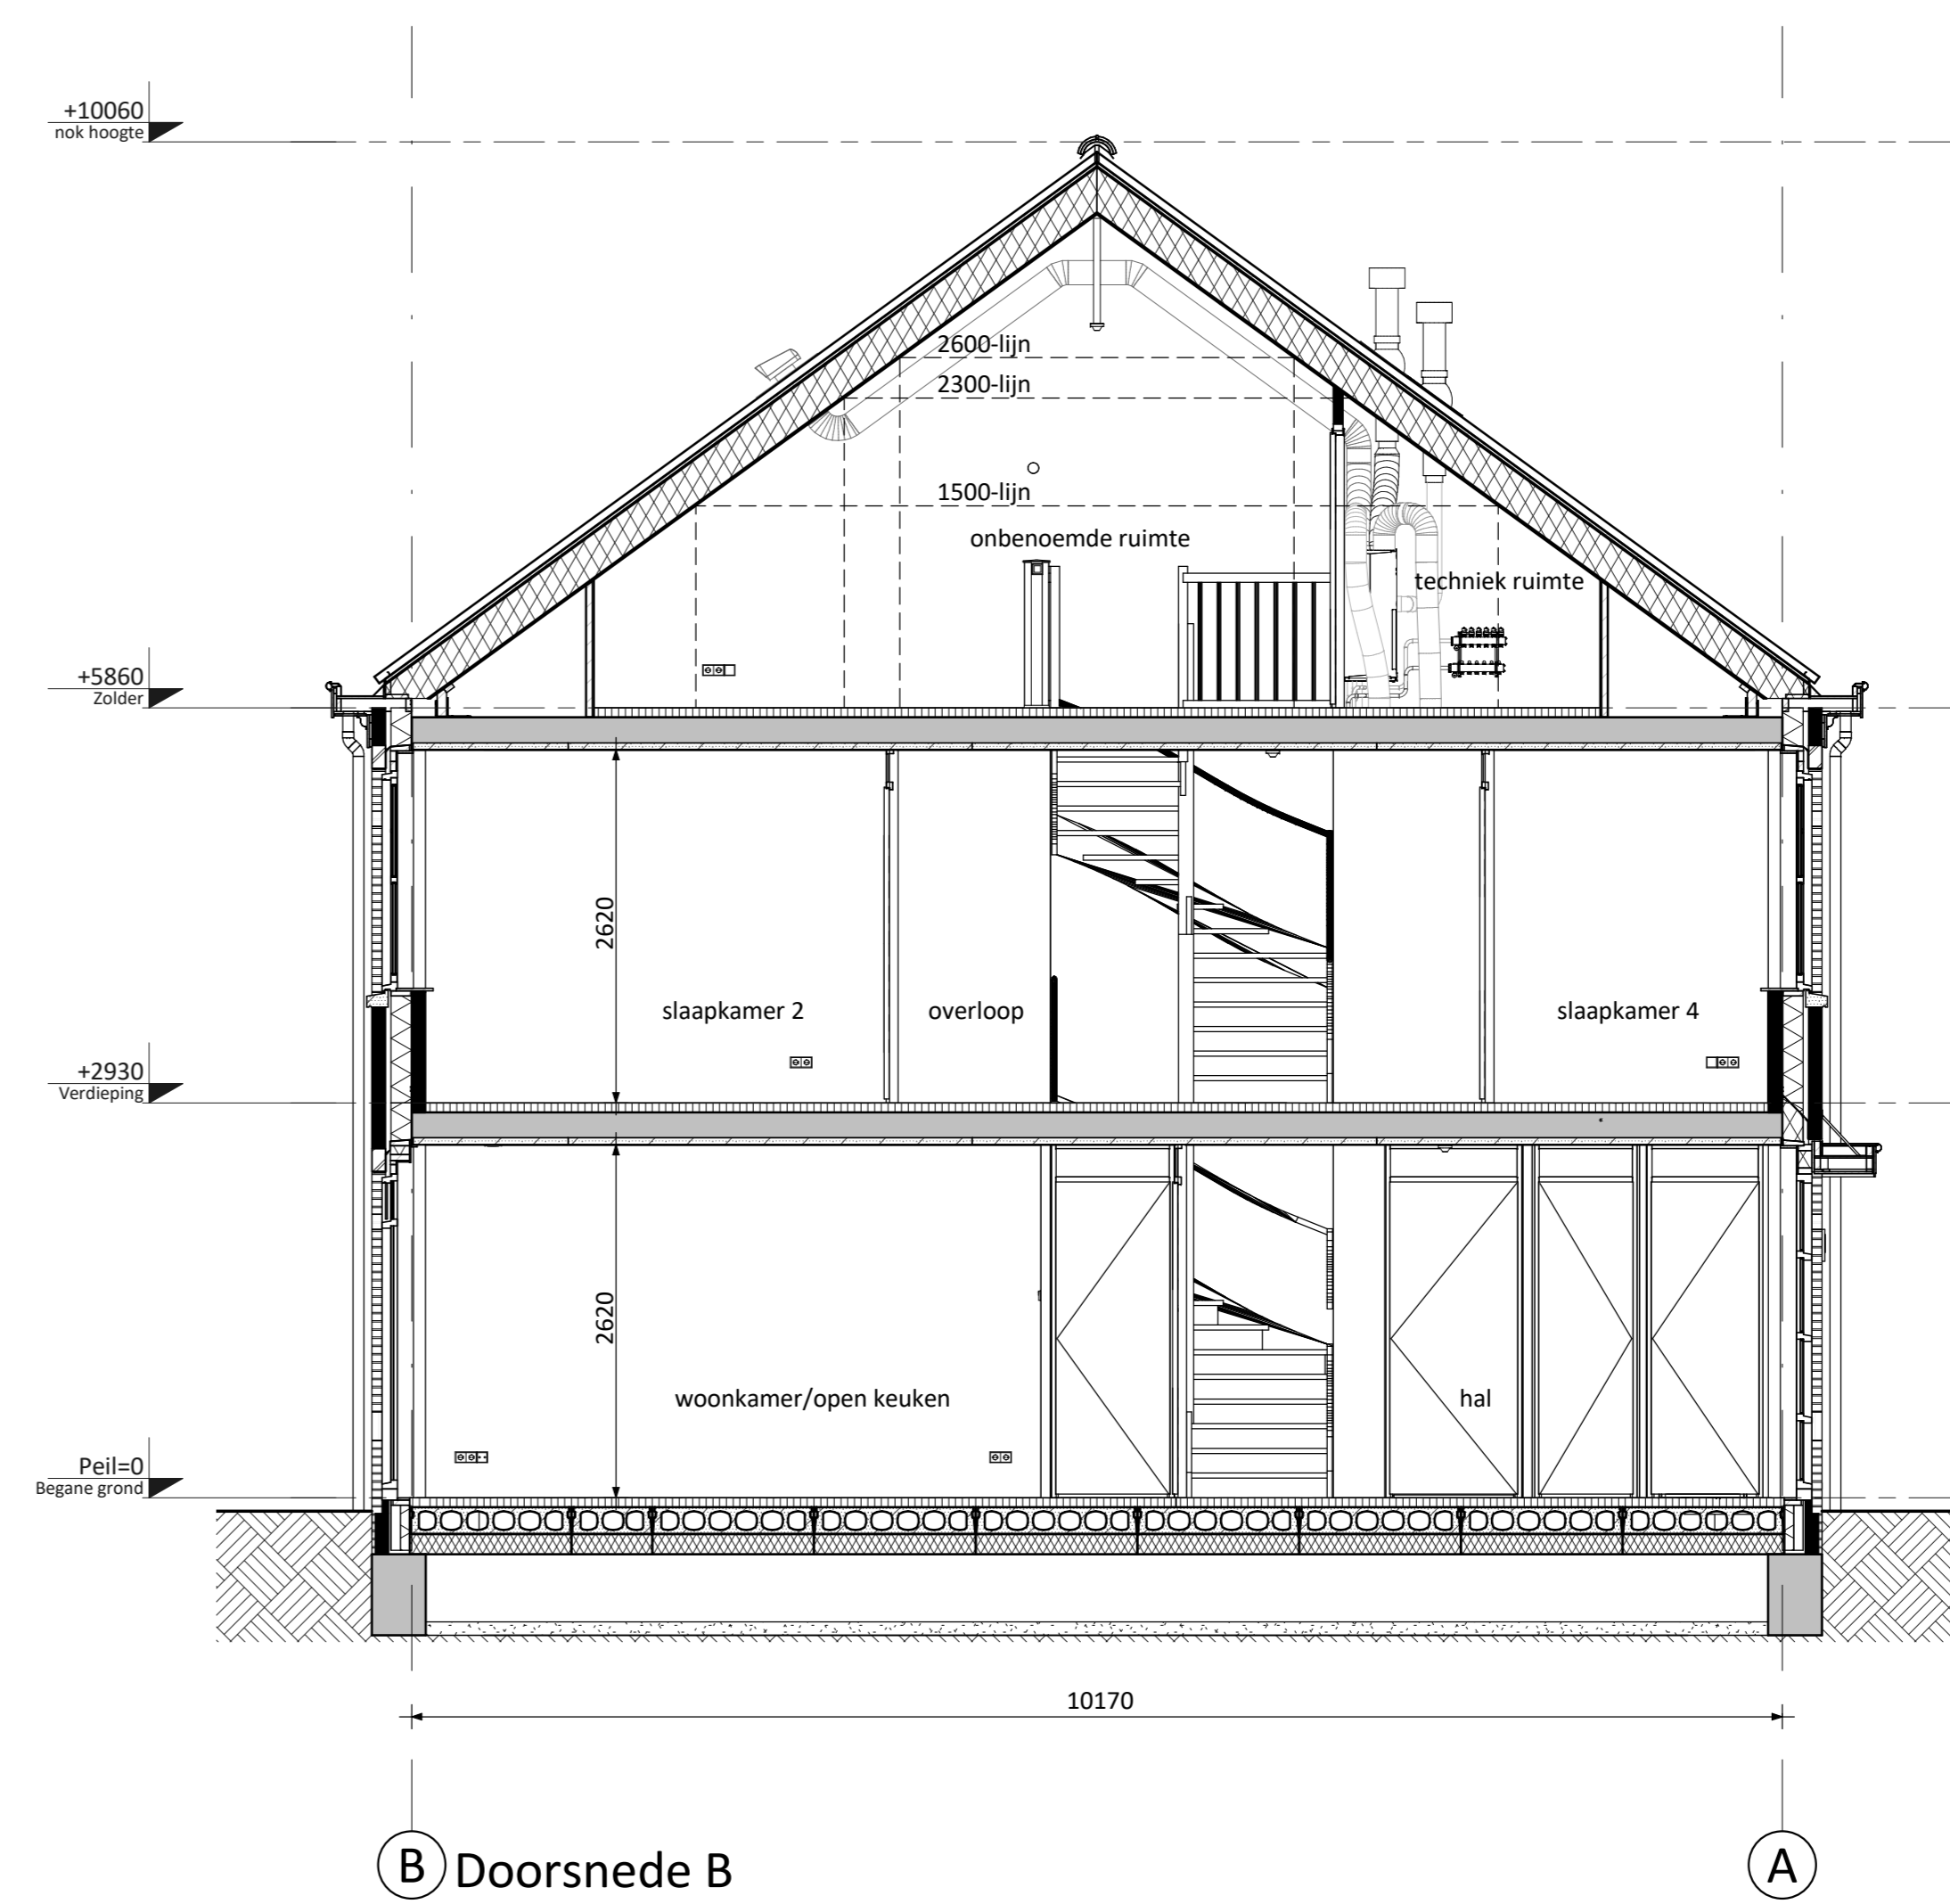 +10060
nok hoogte
2600-lijn
2300-lijn
1500-lijn
onbenoemde ruimte
techniek ruimte
+5860
Zolder
2620
slaapkamer 2
overloop
slaapkamer 4
+2930
Verdieping
2620
woonkamer/open keuken
hal
Peil=0
Begane grond
10170
B
Doorsnede B
A